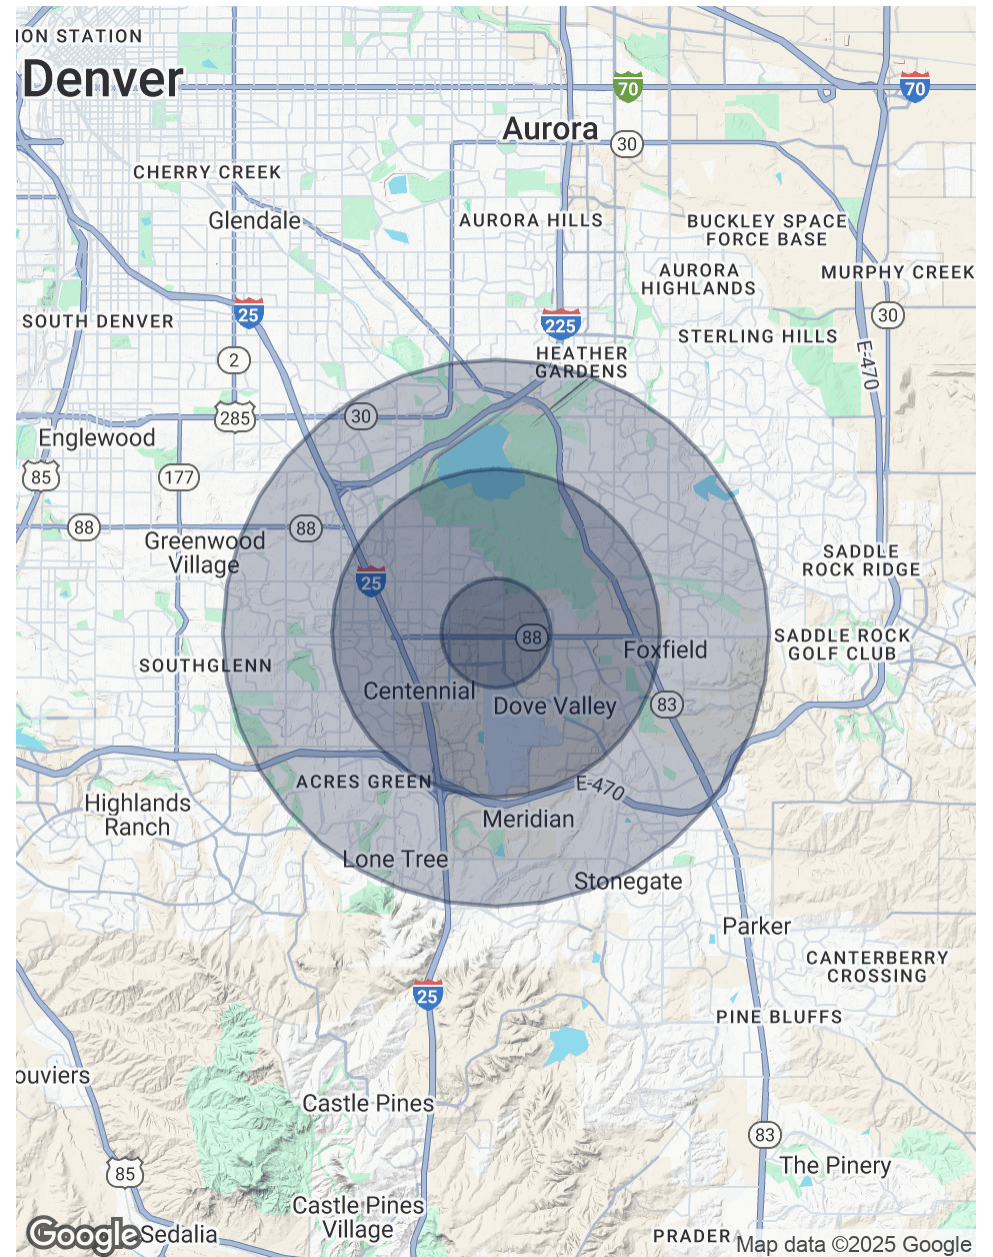 ION STATION
Denver
70
70
Aurora
30
CHERRY CREEK
Glendale
AURORA HILLS
BUCKLEY SPACE
FORCE BASE
AURORA
HIGHLANDS
MURPHY CREEK
25
SOUTH DENVER
225
30
STERLING HILLS
2
HEATHER
GARDENS
E-470
285
30
Englewood
85
177
88
88
Greenwood
Village
SADDLE
ROCK RIDGE
25
88
Foxfield
SADDLE ROCK
GOLF CLUB
SOUTHGLENN
Centennial
Dove Valley
83
ACRES GREEN
E-470
Highlands
Ranch
Meridian
Lone Tree
Stonegate
Parker
CANTERBERRY
CROSSING
25
PINE BLUFFS
ouviers
Castle Pines
83
85
The Pinery
Castle Pines
Village
Google
Sedalia
PRADER
Map data ©2025 Google